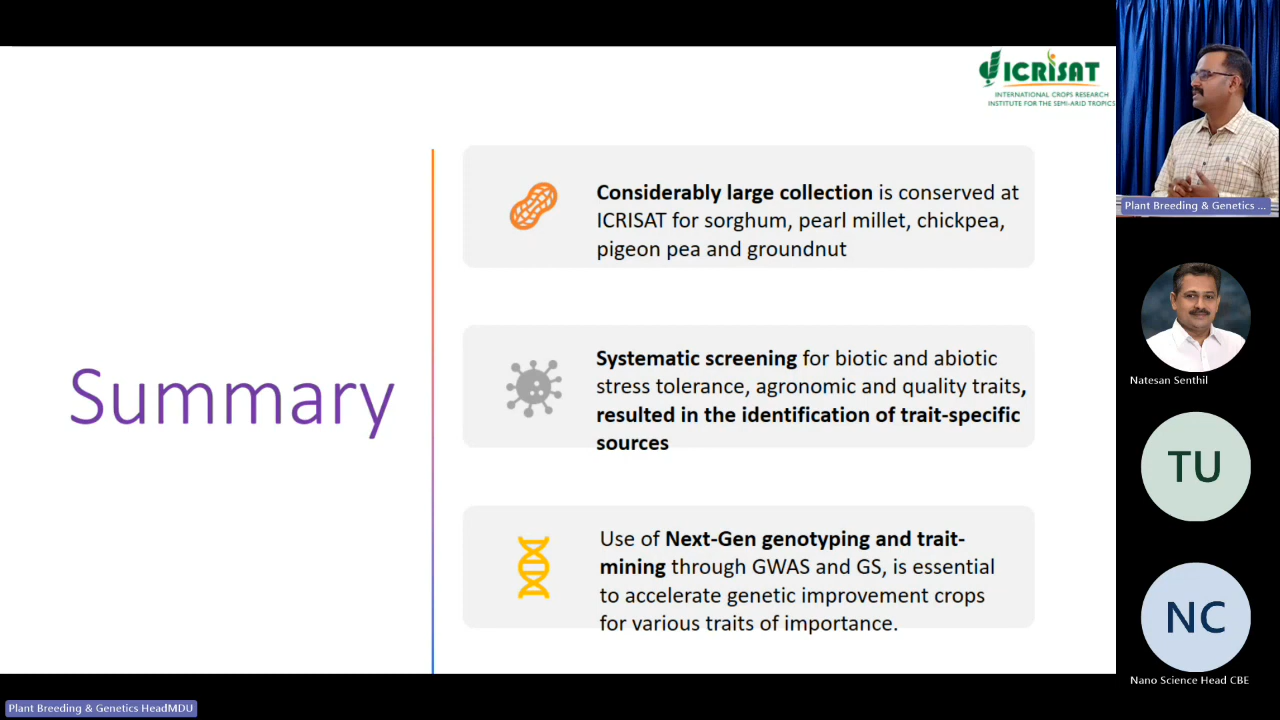 ICRISAT
INTERNATIONAL CROPS RESEARCH
INSTITUTE FOR THE SEMI-ARID TROPICS
Summary
Considerably large collection is conserved at
ICRISAT for sorghum, pearl millet, chickpea,
pigeon pea and groundnut
Systematic screening for biotic and abiotic
stress tolerance, agronomic and quality traits,
resulted in the identification of trait-specific
sources
Use of Next-Gen genotyping and trait-
mining through GWAS and GS, is essential
to accelerate genetic improvement crops
for various traits of importance.
Plant Breeding & Genetics ...
Natesan Senthil
TU
NC
Nano Science Head CBE
Plant Breeding & Genetics HeadMDU